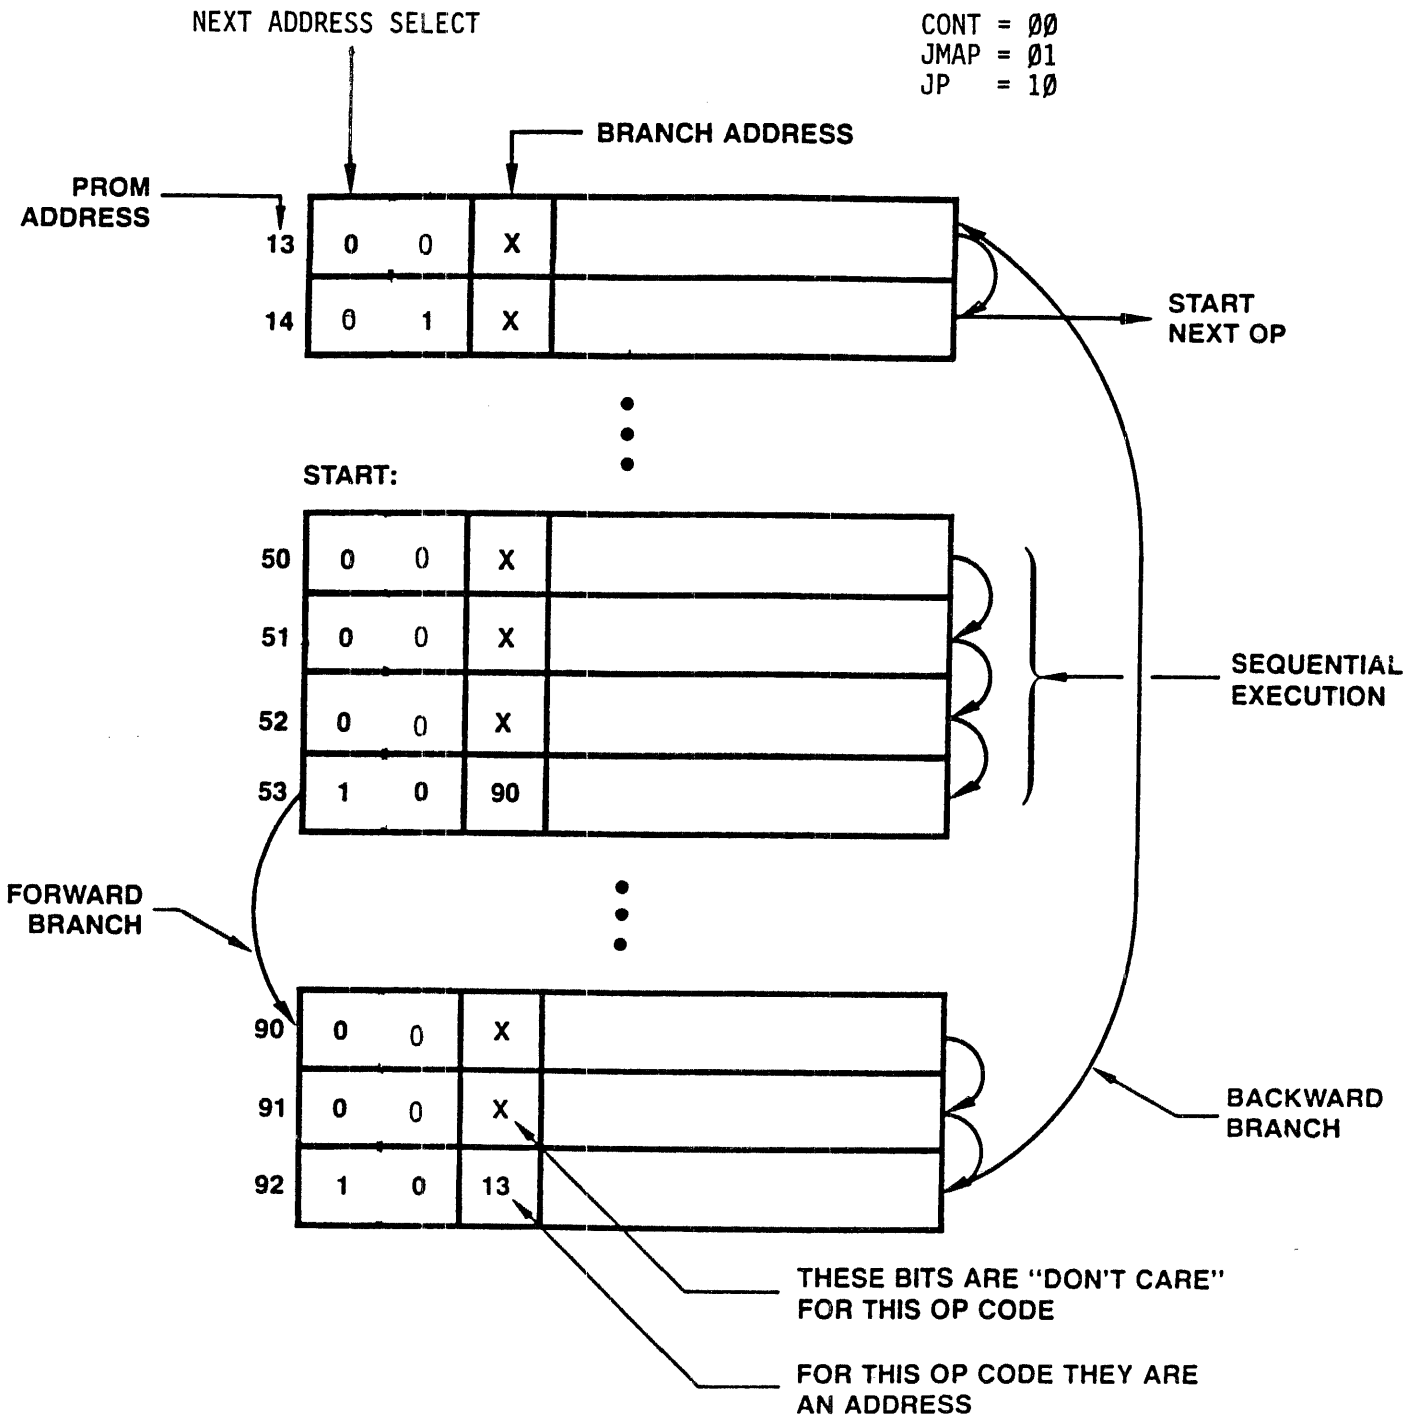 NEXT ADDRESS SELECT
CONT = 00
JMAP = 01
JP = 10
BRANCH ADDRESS
PROM
ADDRESS
13 0 0 X
14 0 1 X
START
NEXT OP
START:
50 0 0 X
51 0 0 X
52 0 0 X
53 1 0 90
SEQUENTIAL
EXECUTION
FORWARD
BRANCH
90 0 0 X
91 0 0 X
92 1 0 13
BACKWARD
BRANCH
THESE BITS ARE "DON'T CARE"
FOR THIS OP CODE
FOR THIS OP CODE THEY ARE
AN ADDRESS